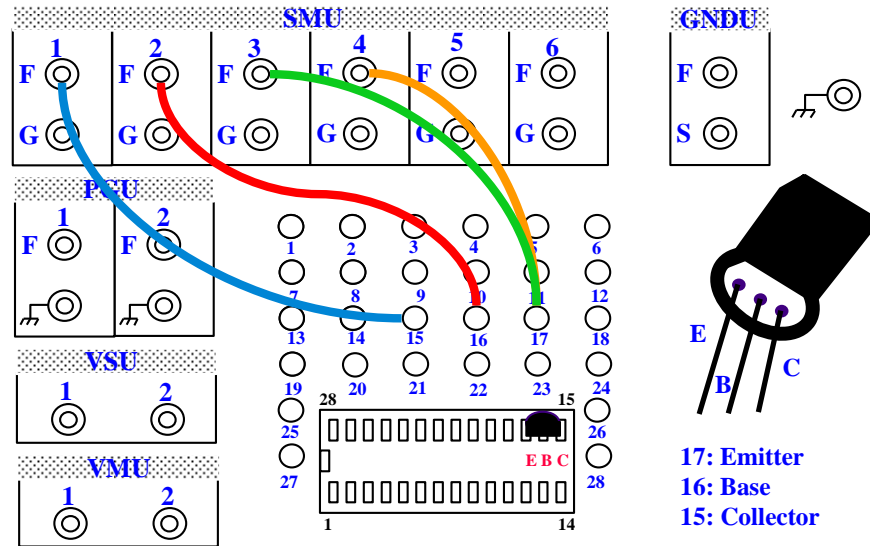 SMU
GNDU
1 2 3 4 5 6
F F F F F F F
G G G G G G S
PGU
1 2
F F
1 2 3 4 5 6
7 8 9 10 11 12
13 14 15 16 17 18
19 20 21 22 23 24
25 26
27 28
VSU
1 2
VMU
1 2
28 15
E B C
1 14
E
B
C
17: Emitter
16: Base
15: Collector